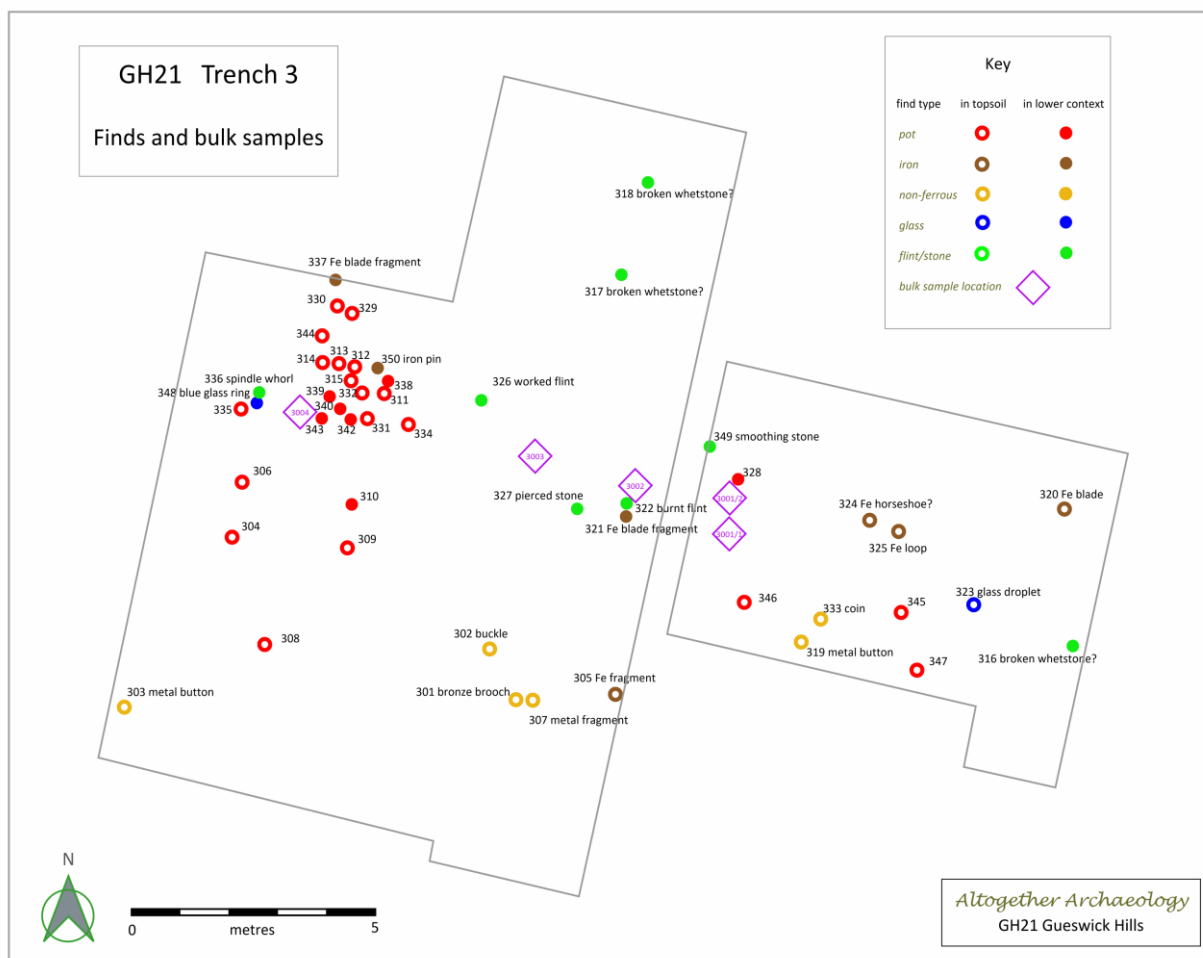 GH21 Trench 3
Finds and bulk samples
Key
find type in topsoil in lower context
pot
iron
non-ferrous
glass
flint/stone
bulk sample location
318 broken whetstone?
317 broken whetstone?
337 Fe blade fragment
330
329
344
314
313
312
350 iron pin
315
338
336 spindle whorl
339
332
311
348 blue glass ring
335
3004
340
343
342
331
334
326 worked flint
306
310
304
309
308
303 metal button
3003
3002
327 pierced stone
322 burnt flint
321 Fe blade fragment
302 buckle
301 bronze brooch
307 metal fragment
305 Fe fragment
349 smoothing stone
328
3001/2
3001/1
324 Fe horseshoe?
325 Fe loop
320 Fe blade
346
333 coin
345
323 glass droplet
319 metal button
347
316 broken whetstone?
N
0 metres 5
Altogether Archaeology
GH21 Gueswick Hills